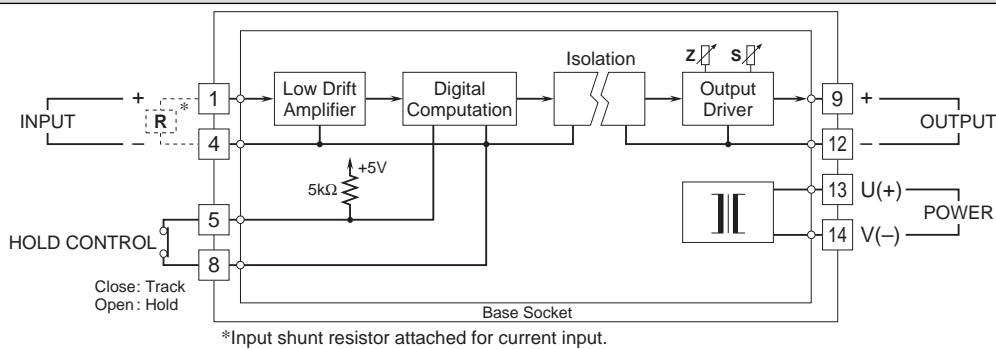 Isolation
Z S
Low Drift
Amplifier
Digital
Computation
Output
Driver
INPUT
+
–
R
*
1
4
9 +
12 –
OUTPUT
+5V
5kΩ
13 U(+)
14 V(–)
POWER
5
8
HOLD CONTROL
Close: Track
Open: Hold
Base Socket
*Input shunt resistor attached for current input.